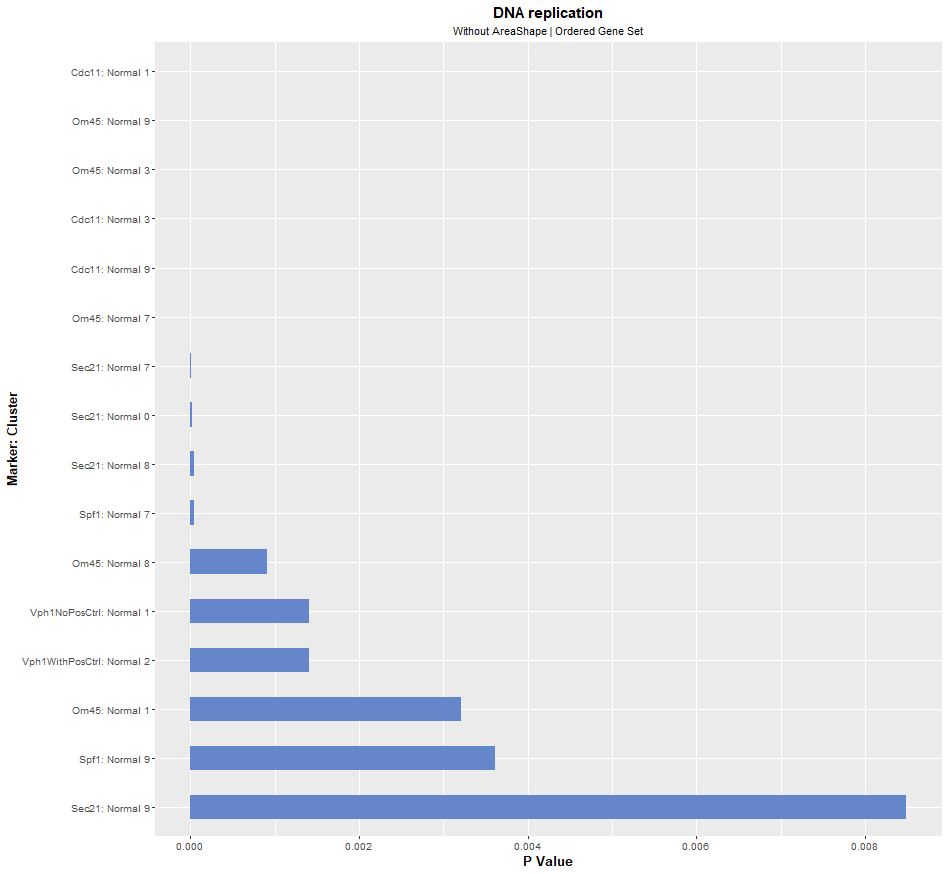 DNA replication
Without AreaShape | Ordered Gene Set
Marker: Cluster
Cdc11: Normal 1
Om45: Normal 9
Om45: Normal 3
Cdc11: Normal 3
Cdc11: Normal 9
Om45: Normal 7
Sec21: Normal 7
Sec21: Normal 0
Sec21: Normal 8
Spf1: Normal 7
Om45: Normal 8
Vph1NoPosCtrl: Normal 1
Vph1WithPosCtrl: Normal 2
Om45: Normal 1
Spf1: Normal 9
Sec21: Normal 9
0.000 0.002 0.004 0.006 0.008
P Value